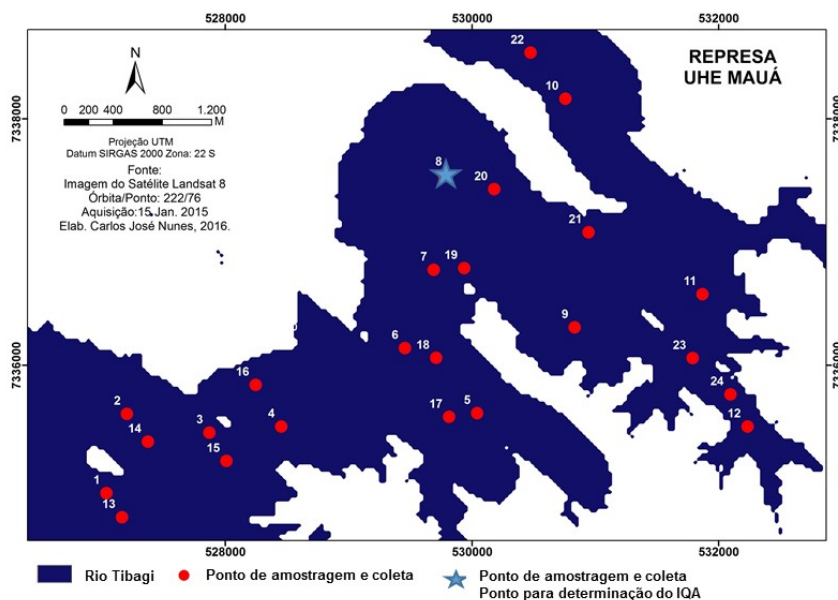 528000 530000 532000
N
0 200 400 800 1.200
M
Projeção UTM
Datum SIRGAS 2000 Zona: 22 S
Fonte:
Imagem do Satélite Landsat 8
Órbita/Ponto: 222/76
Aquisição:15 Jan. 2015
Elab. Carlos José Nunes, 2016.
REPRESA
UHE MAUÁ
7338000 7338000
7336000 7336000
22
10
8
20
21
7 19
11
9
6
18
23
16
24
2
5
17
3
4
12
14
15
1
13
528000 530000 532000
Rio Tibagi
Ponto de amostragem e coleta
Ponto de amostragem e coleta
Ponto para determinação do IQA